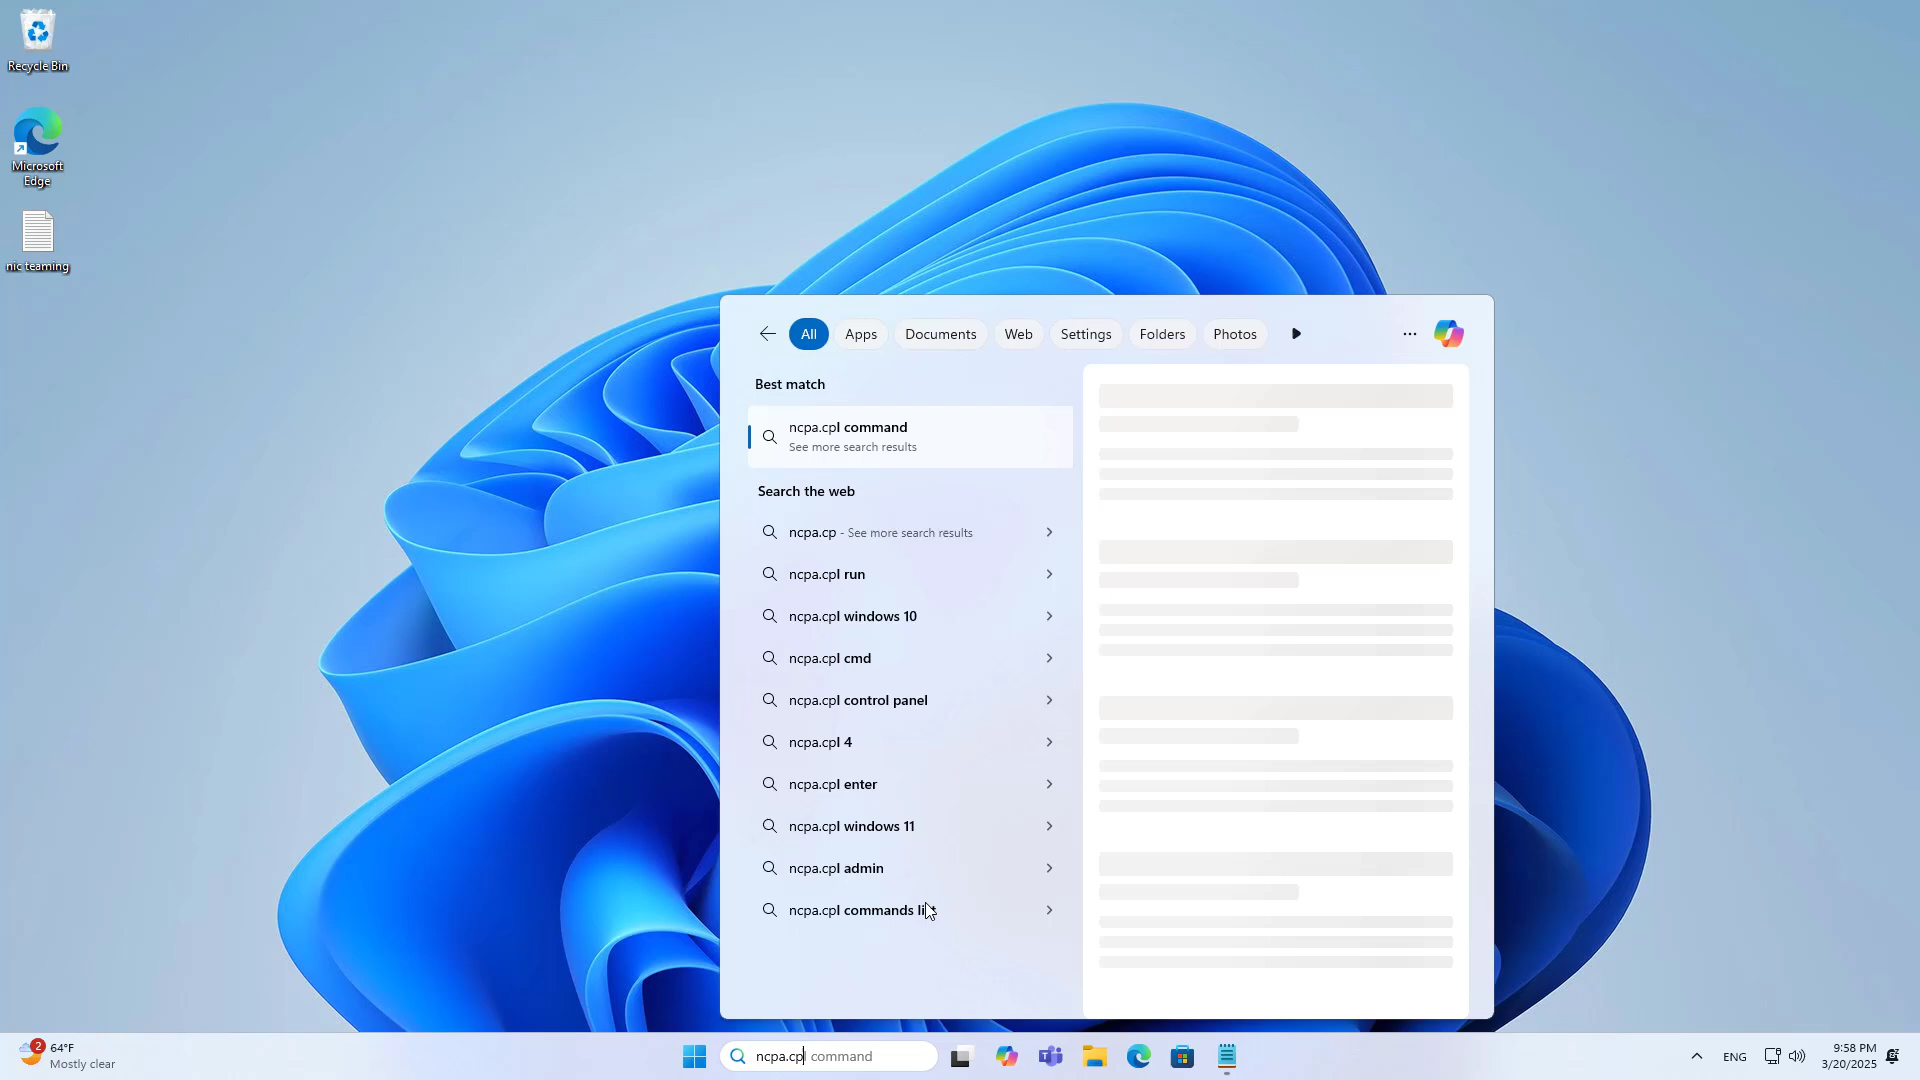 Recycle Bin
Microsoft
Edge
nic teaming
All
Apps
Documents
Web
Settings
Folders
Photos
Best match
ncpa.cpl command
See more search results
Search the web
ncpa.cp - See more search results
ncpa.cpl run
ncpa.cpl windows 10
ncpa.cpl cmd
ncpa.cpl control panel
ncpa.cpl 4
ncpa.cpl enter
ncpa.cpl windows 11
ncpa.cpl admin
ncpa.cpl commands list
2
64°F
Mostly clear
ncpa.cpl command
ENG
9:58 PM
3/20/2025